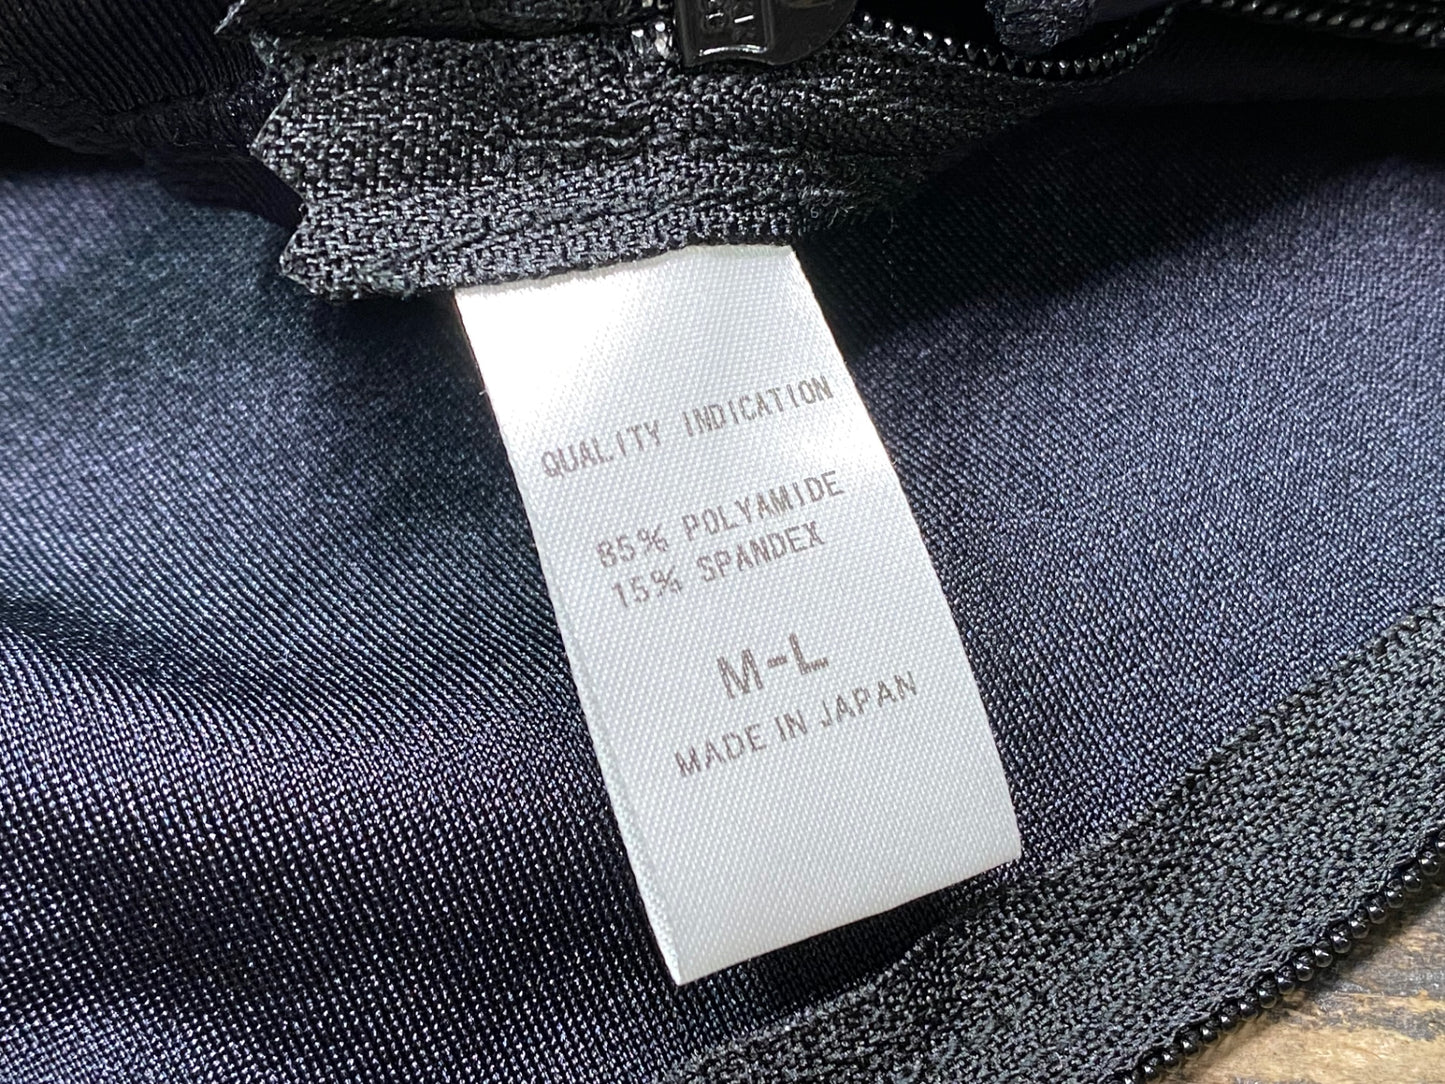 QUALITY INDICATION
85% POLYAMIDE
15% SPANDEX
M-L
MADE IN JAPAN